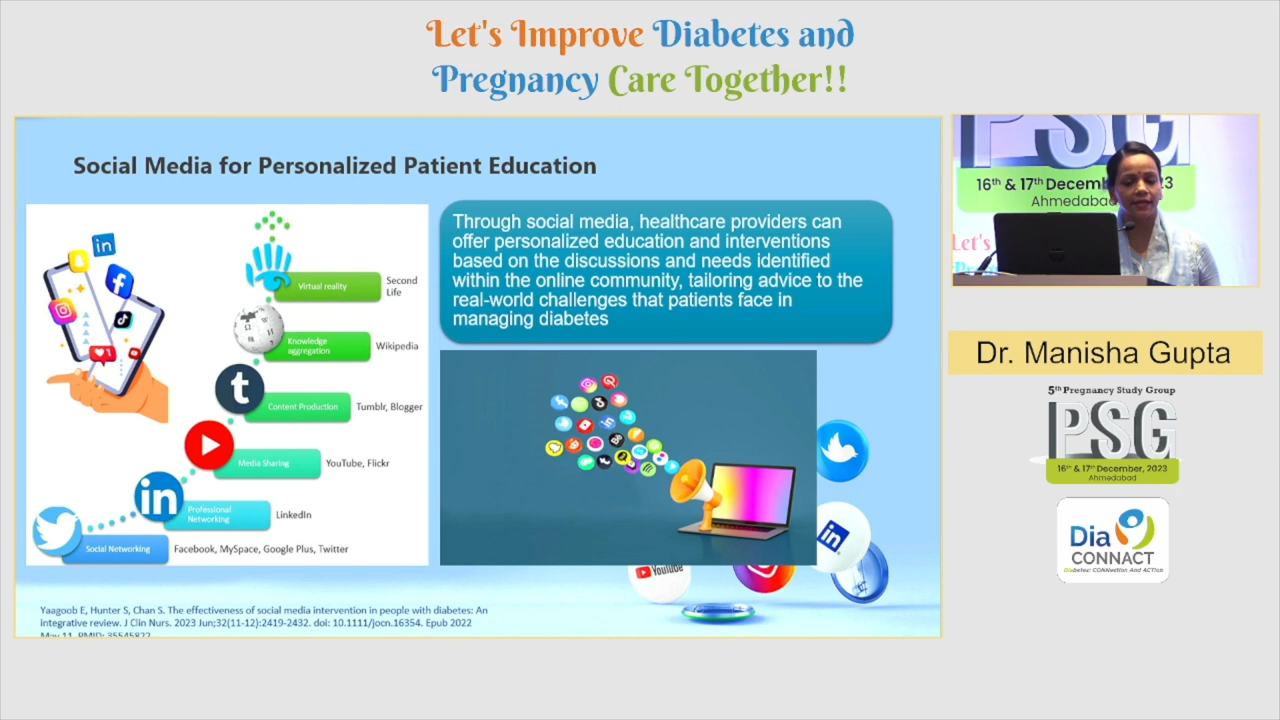 Let's Improve Diabetes and
Pregnancy Care Together!!
Social Media for Personalized Patient Education
Through social media, healthcare providers can
offer personalized education and interventions
based on the discussions and needs identified
within the online community, tailoring advice to the
real-world challenges that patients face in
managing diabetes
Virtual reality
Second
Life
Knowledge
aggregation
Wikipedia
Content Production
Tumblr, Blogger
Media Sharing
YouTube, Flickr
Professional
Networking
LinkedIn
Social Networking
Facebook, MySpace, Google Plus, Twitter
in
in
t
in
YouTube
Yaagoob E, Hunter S, Chan S. The effectiveness of social media intervention in people with diabetes: An
integrative review. J Clin Nurs. 2023 Jun;32(11-12):2419-2432. doi: 10.1111/jocn.16354. Epub 2022
May 11. PMID: 35545822
PSG
16th & 17th December, 2023
Ahmedabad
Let's
Dr. Manisha Gupta
5th Pregnancy Study Group
PSG
16th & 17th December, 2023
Ahmedabad
Dia
CONNACT
Diabetes: CONNection And ACTion